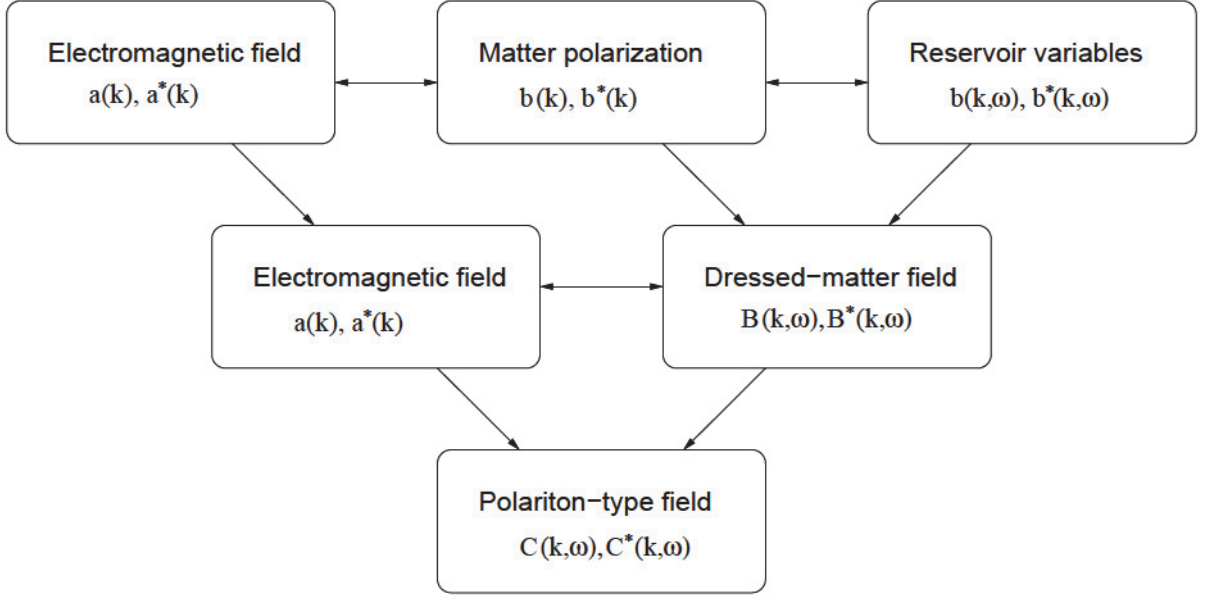 Electromagnetic field
a(k), a*(k)
Matter polarization
b(k), b*(k)
Reservoir variables
b(k,ω), b*(k,ω)
Electromagnetic field
a(k), a*(k)
Dressed−matter field
B(k,ω),B*(k,ω)
Polariton−type field
C(k,ω),C*(k,ω)